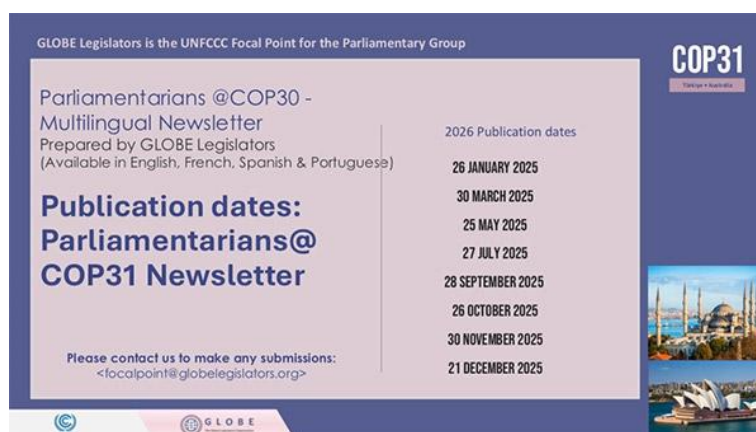 GLOBE Legislators is the UNFCCC Focal Point for the Parliamentary Group
COP31
Türkiye • Australia
Parliamentarians @COP30 -
Multilingual Newsletter
Prepared by GLOBE Legislators
(Available in English, French, Spanish & Portuguese)
Publication dates:
Parliamentarians@
COP31 Newsletter
Please contact us to make any submissions:
<focalpoint@globelegislators.org>
2026 Publication dates
26 JANUARY 2025
30 MARCH 2025
25 MAY 2025
27 JULY 2025
28 SEPTEMBER 2025
26 OCTOBER 2025
30 NOVEMBER 2025
21 DECEMBER 2025
GLOBE